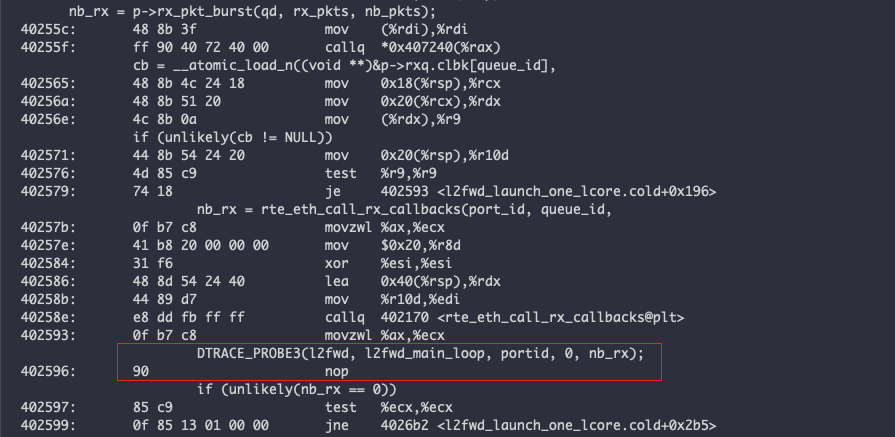 nb_rx = p->rx_pkt_burst(qd, rx_pkts, nb_pkts);
40255c: 48 8b 3f mov (%rdi),%rdi
40255f: ff 90 40 72 40 00 callq *0x407240(%rax)
cb = __atomic_load_n((void **)&p->rxq.clbk[queue_id],
402565: 48 8b 4c 24 18 mov 0x18(%rsp),%rcx
40256a: 48 8b 51 20 mov 0x20(%rcx),%rdx
40256e: 4c 8b 0a mov (%rdx),%r9
if (unlikely(cb != NULL))
402571: 44 8b 54 24 20 mov 0x20(%rsp),%r10d
402576: 4d 85 c9 test %r9,%r9
402579: 74 18 je 402593 <l2fwd_launch_one_lcore.cold+0x196>
nb_rx = rte_eth_call_rx_callbacks(port_id, queue_id,
40257b: 0f b7 c8 movzwl %ax,%ecx
40257e: 41 b8 20 00 00 00 mov $0x20,%r8d
402584: 31 f6 xor %esi,%esi
402586: 48 8d 54 24 40 lea 0x40(%rsp),%rdx
40258b: 44 89 d7 mov %r10d,%edi
40258e: e8 dd fb ff ff callq 402170 <rte_eth_call_rx_callbacks@plt>
402593: 0f b7 c8 movzwl %ax,%ecx
DTRACE_PROBE3(l2fwd, l2fwd_main_loop, portid, 0, nb_rx);
402596: 90 nop
if (unlikely(nb_rx == 0))
402597: 85 c9 test %ecx,%ecx
402599: 0f 85 13 01 00 00 jne 4026b2 <l2fwd_launch_one_lcore.cold+0x2b5>